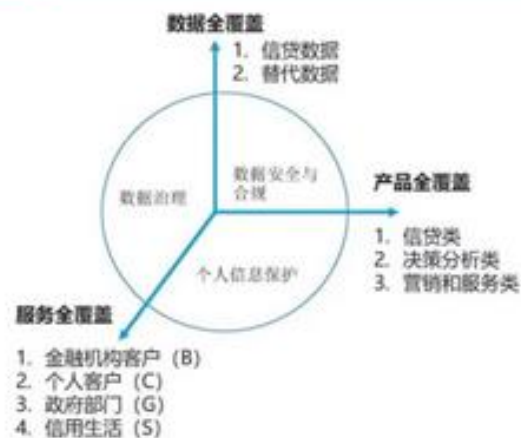 数据全覆盖
1. 信贷数据
2. 替代数据
数据治理
数据安全与
合规
个人信息保护
产品全覆盖
1. 信贷类
2. 决策分析类
3. 营销和服务类
服务全覆盖
1. 金融机构客户（B）
2. 个人客户（C）
3. 政府部门（G）
4. 信用生活（S）